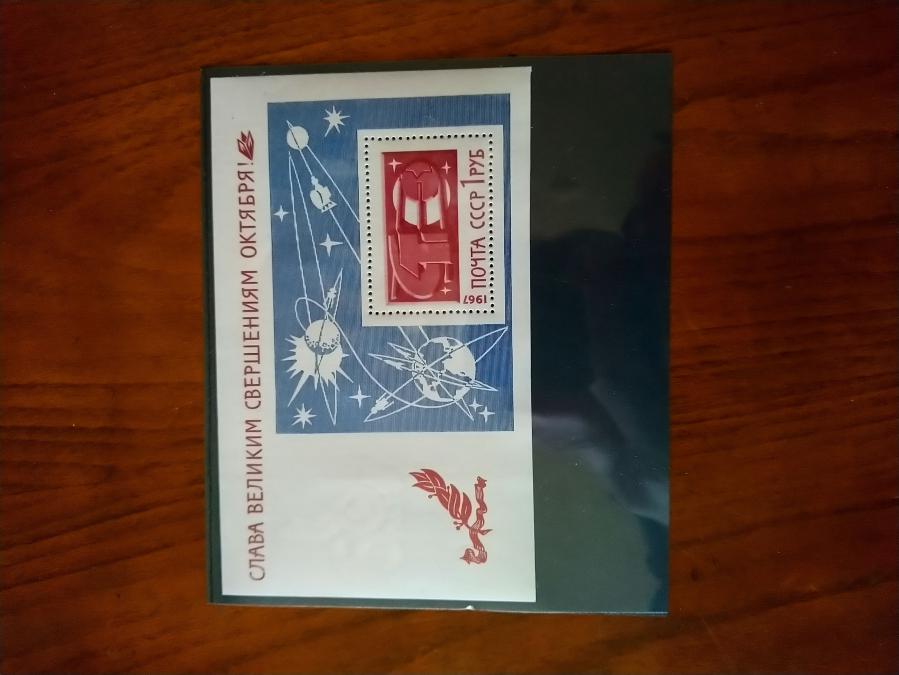 СЛАВА ВЕЛИКИМ СВЕРШЕНИЯМ ОКТЯБРЯ!
1967 ПОЧТА СССР 1 РУБ